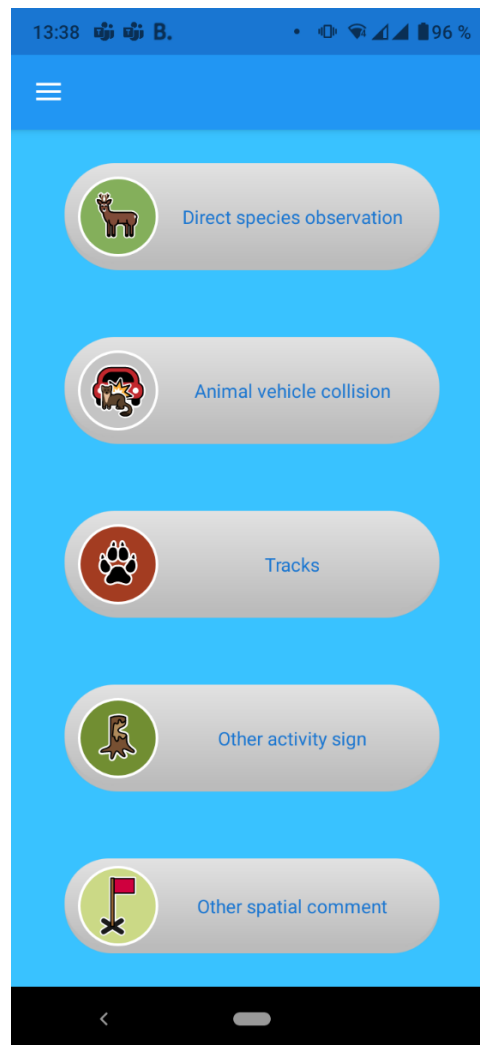 13:38 B. 96 %
Direct species observation
Animal vehicle collision
Tracks
Other activity sign
Other spatial comment